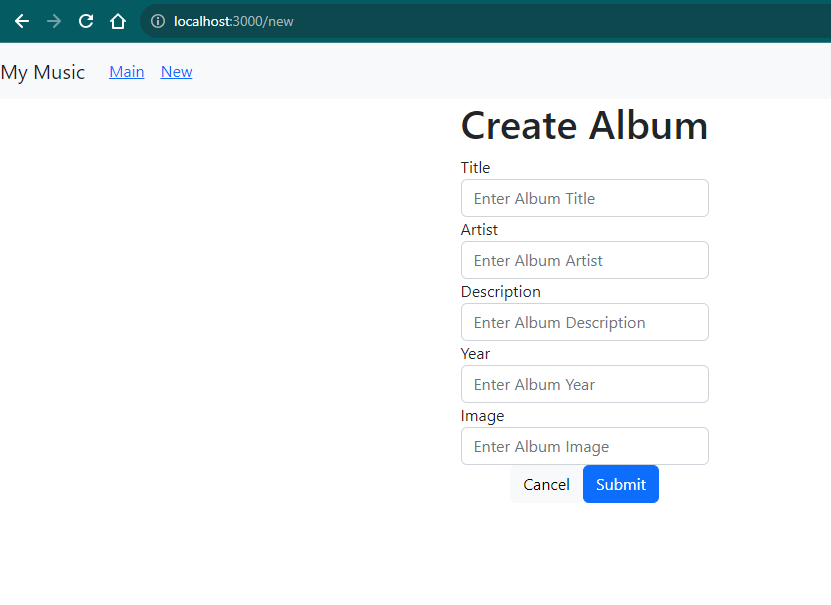 localhost:3000/new
My Music Main New
Create Album
Title
Enter Album Title
Artist
Enter Album Artist
Description
Enter Album Description
Year
Enter Album Year
Image
Enter Album Image
Cancel Submit